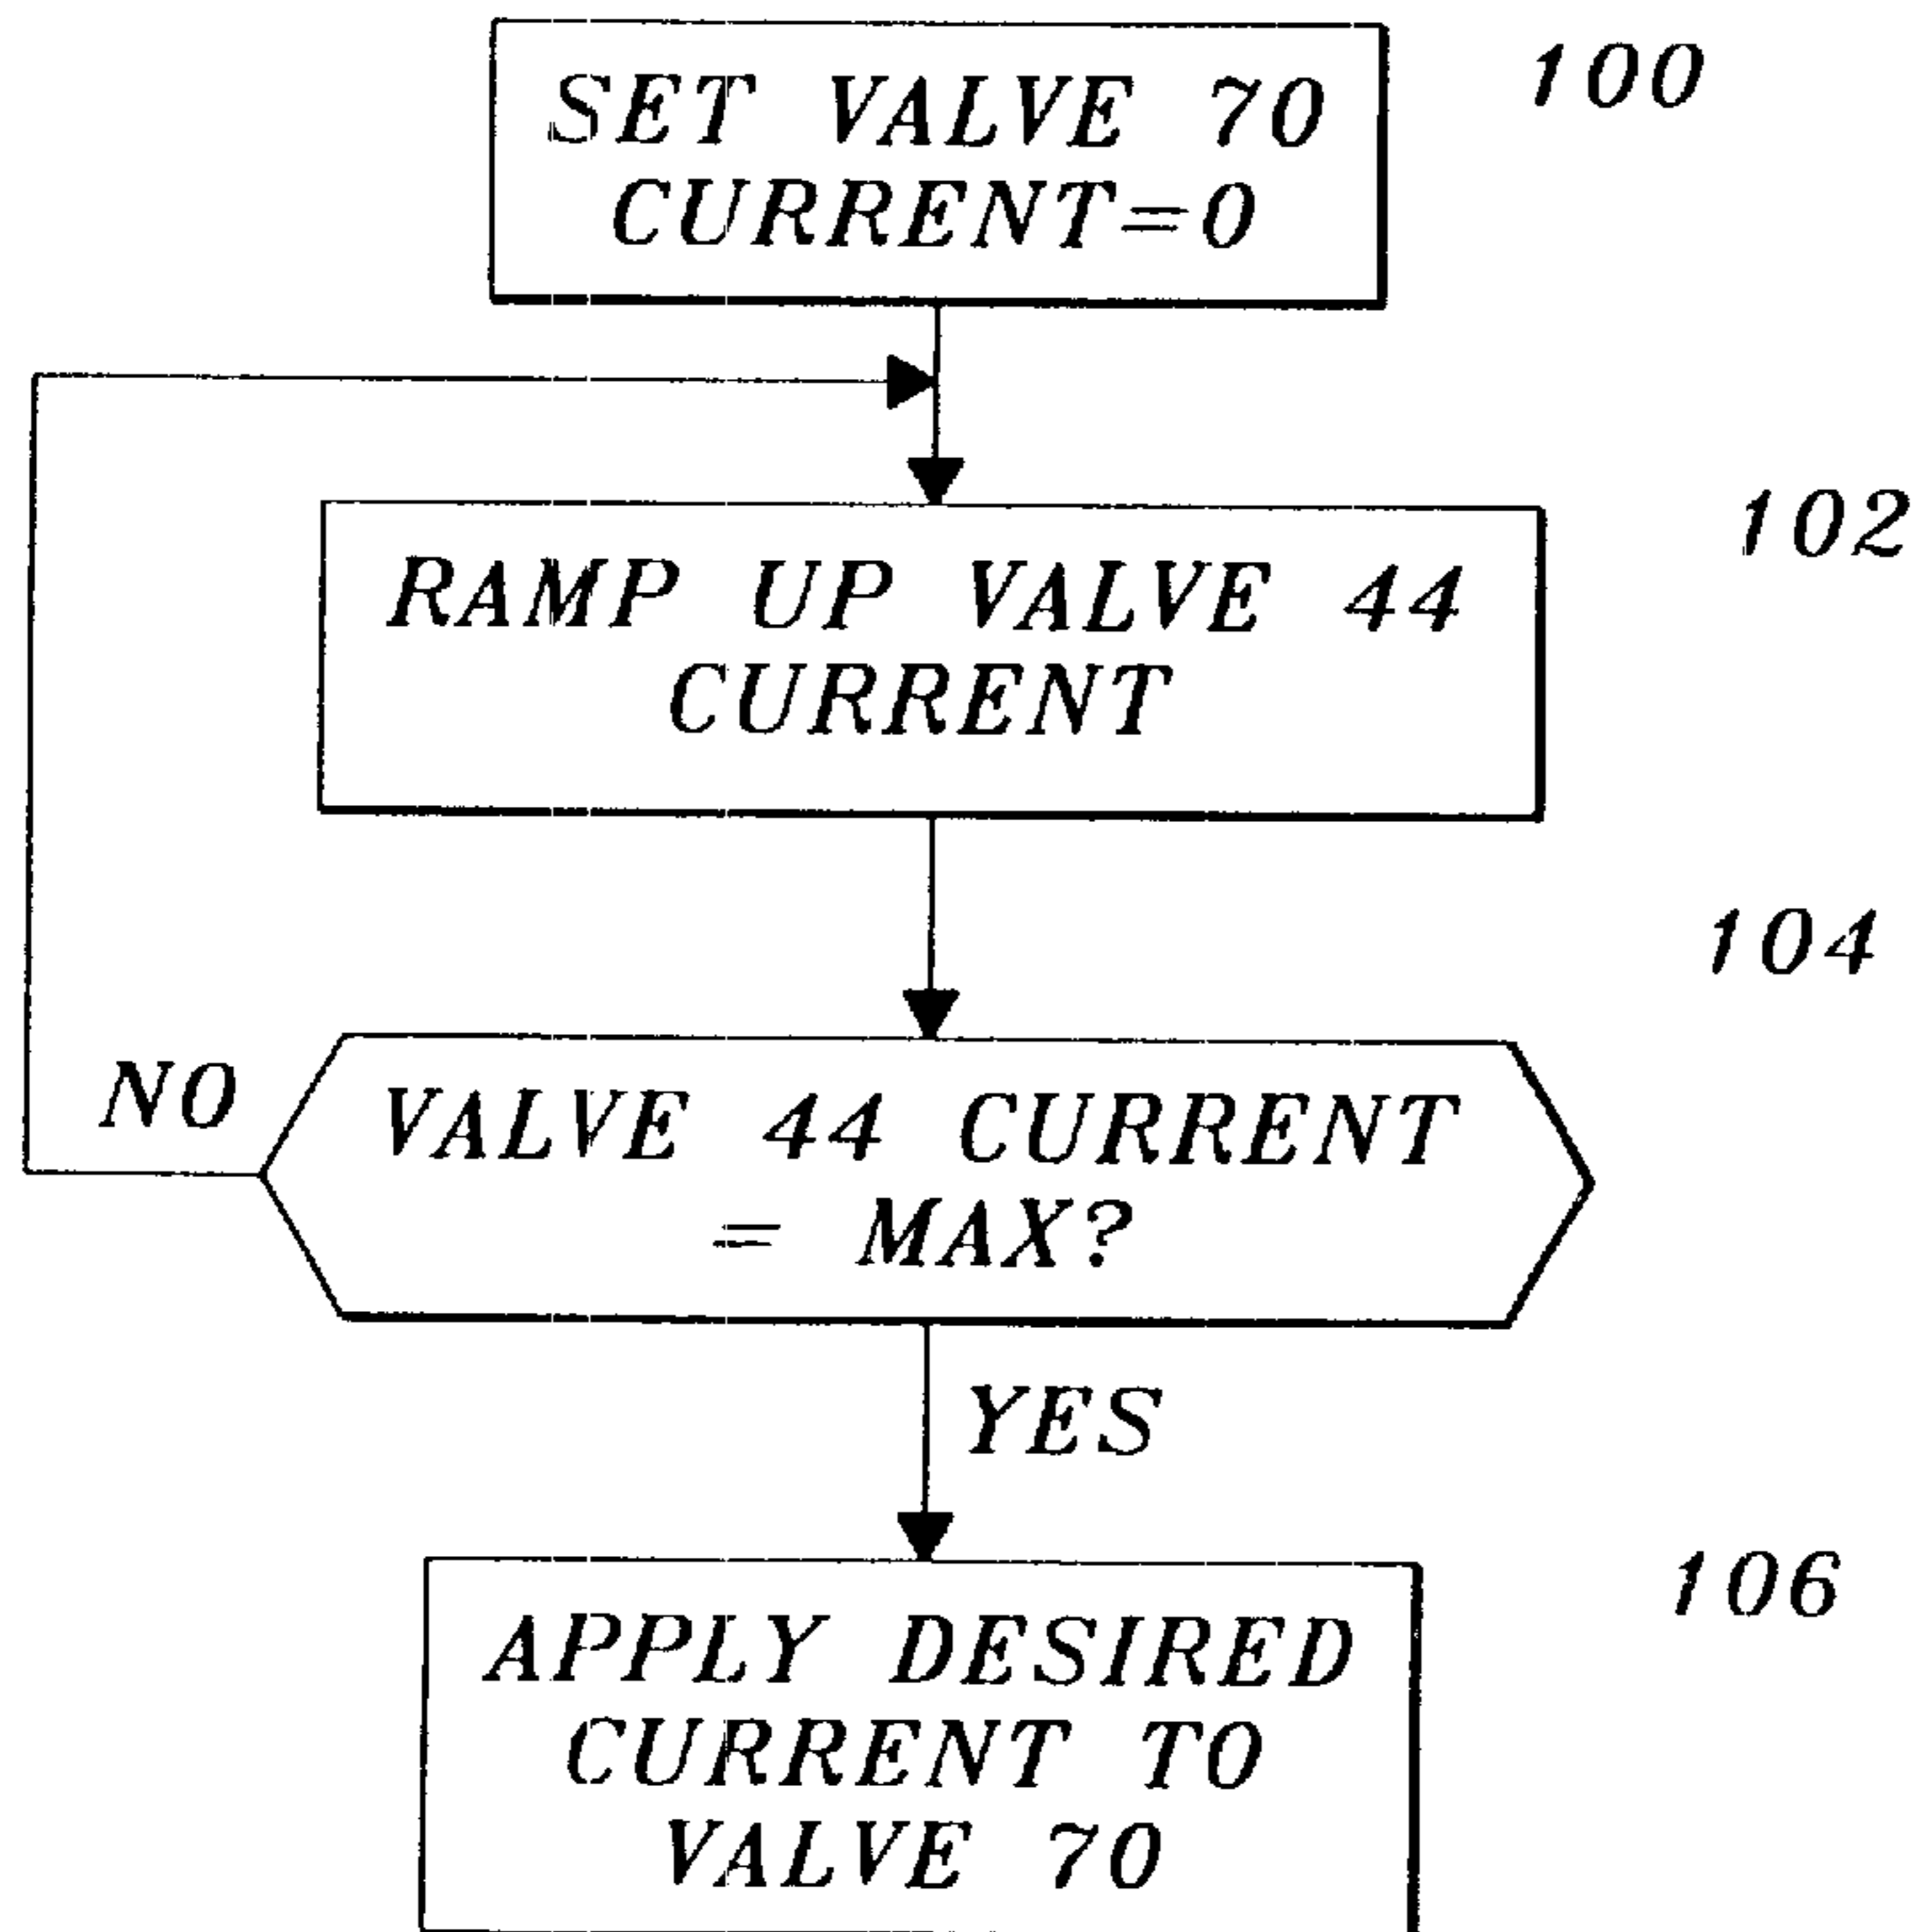 SET VALVE 70
CURRENT=0
100
RAMP UP VALVE 44
CURRENT
102
104
NO
VALVE 44 CURRENT
= MAX?
YES
106
APPLY DESIRED
CURRENT TO
VALVE 70